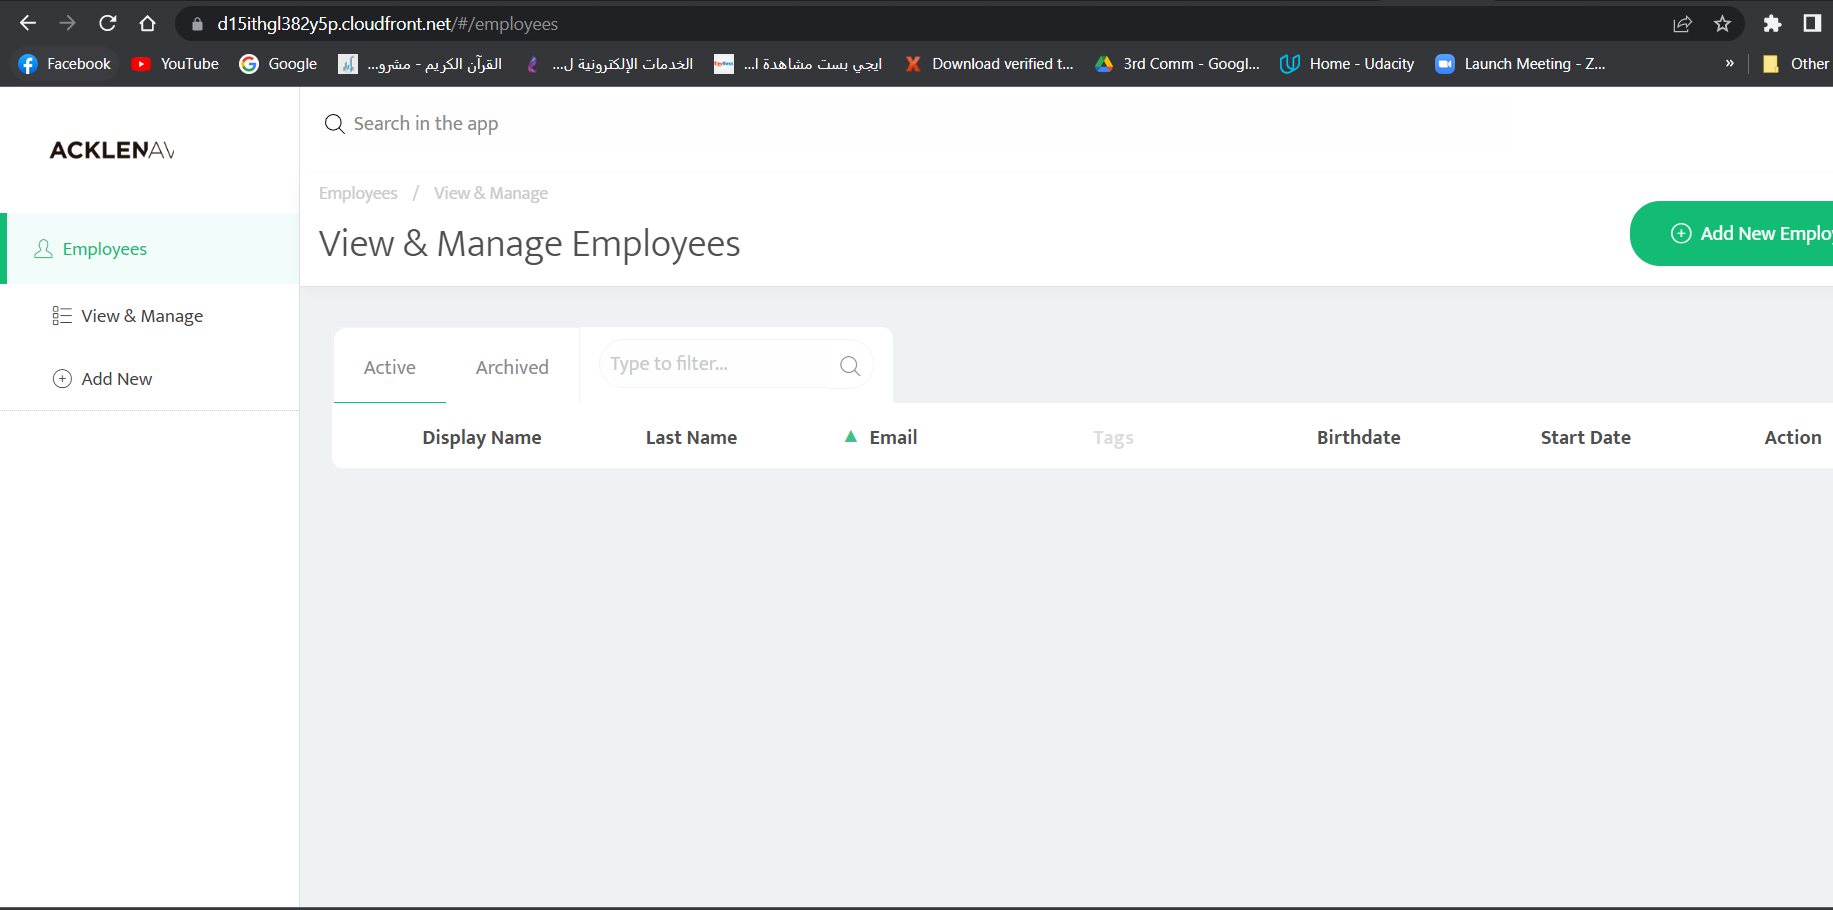 d15ithgl382y5p.cloudfront.net/#/employees
Facebook YouTube Google القرآن الكريم - مشرو... الخدمات الإلكترونية ل... ايجي بست مشاهدة ا... Download verified t... 3rd Comm - Googl... Home - Udacity Launch Meeting - Z... » Other
ACKLENAV
Search in the app
Employees / View & Manage
View & Manage Employees
Add New Emplo
Employees
View & Manage
Add New
Active Archived Type to filter...
Display Name Last Name Email Tags Birthdate Start Date Action